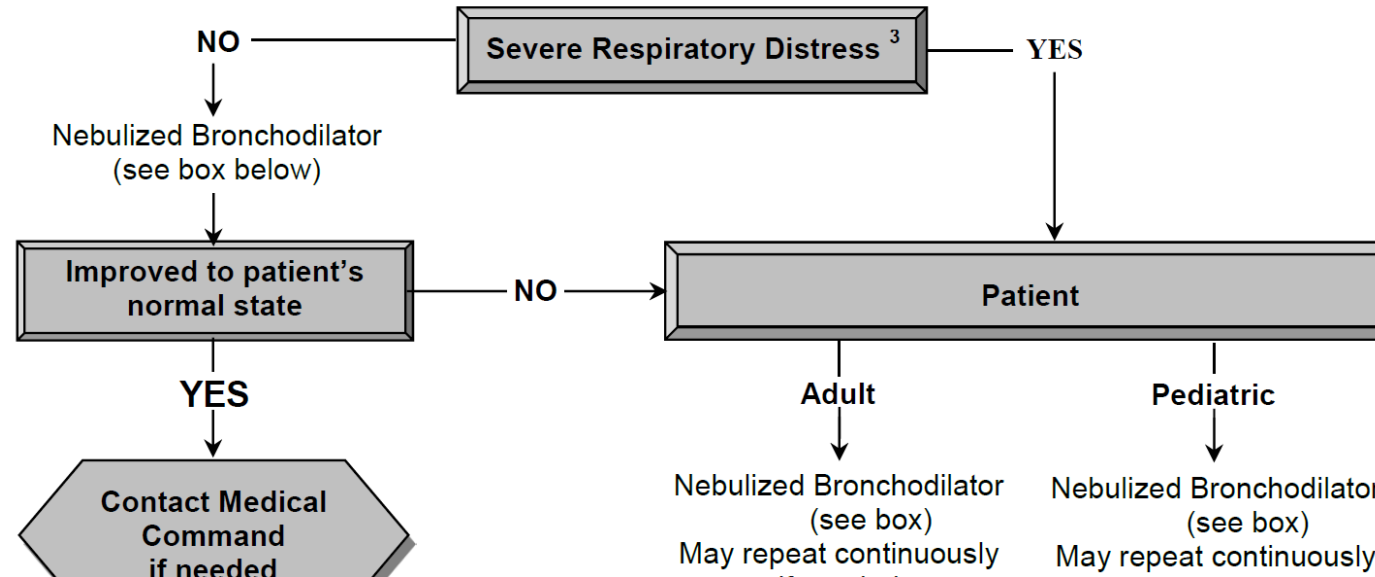 Severe Respiratory Distress 3
NO
YES
Nebulized Bronchodilator
(see box below)
Improved to patient's
normal state
NO
Patient
YES
Adult
Pediatric
Contact Medical
Command
if needed
Nebulized Bronchodilator
(see box)
May repeat continuously
Nebulized Bronchodilator
(see box)
May repeat continuously